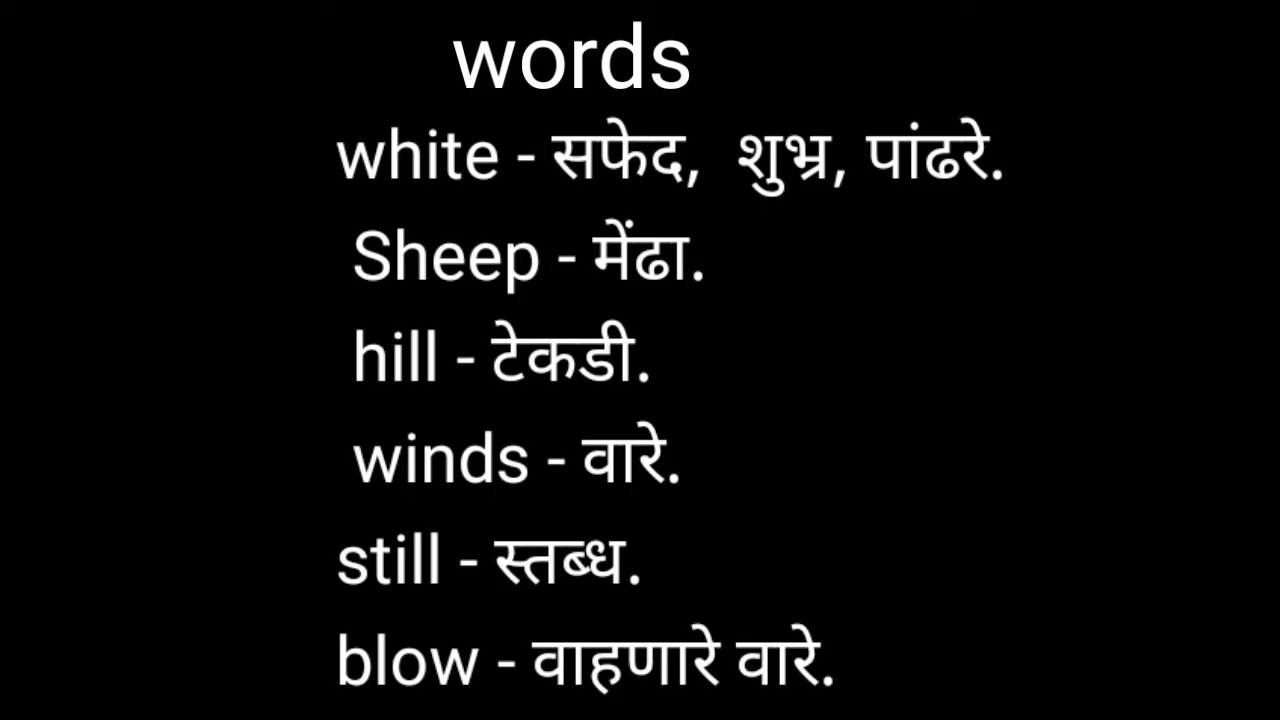 words
white - सफेद, शुभ्र, पांढरे.
Sheep - मेंढा.
hill - टेकडी.
winds - वारे.
still - स्तब्ध.
blow - वाहणारे वारे.